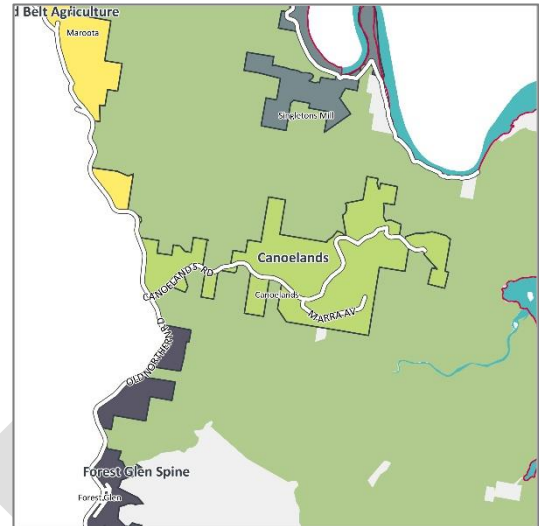 d Belt Agriculture
Maroota
Singletons Mill
Canoelands
CANOELANDS RD
Canoelands
MARRA AV
OLD NORTHERN RD
Forest Glen Spine
Forest Glen